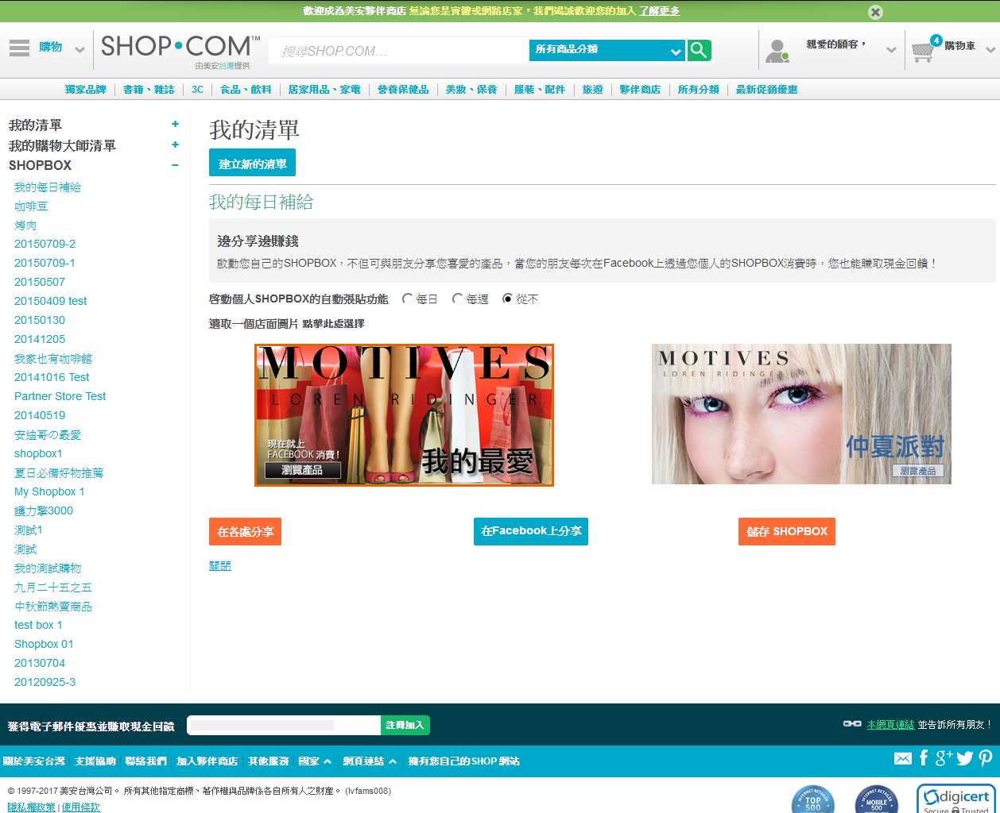 歡迎成為美安夥伴商店 無論您是實體或網路店家，我們竭誠歡迎您的加入 了解更多
購物
SHOP•COM™
由美安台灣提供
搜尋SHOP.COM...
所有商品分類
親愛的顧客，
4
購物車
獨家品牌
書籍、雜誌
3C
食品、飲料
居家用品、家電
營養保健品
美妝、保養
服裝、配件
旅遊
夥伴商店
所有分類
最新促銷優惠
我的清單 +
我的購物大師清單 +
SHOPBOX −
我的每日補給
咖啡豆
烤肉
20150709-2
20150709-1
20150507
20150409 test
20150130
20141205
我家也有咖啡館
20141016 Test
Partner Store Test
20140519
安迪哥の最愛
shopbox1
夏日必備好物推薦
My Shopbox 1
鑊力擎3000
測試1
測試
我的測試購物
九月二十五之五
中秋節熱賣商品
test box 1
Shopbox 01
20130704
20120925-3
我的清單
建立新的清單
我的每日補給
邊分享邊賺錢
啟動您自己的SHOPBOX，不但可與朋友分享您喜愛的產品，當您的朋友每次在Facebook上透過您個人的SHOPBOX消費時，您也能賺取現金回饋！
啓動個人SHOPBOX的自動張貼功能 每日 每週 從不
選取一個店面圖片 點擊此處選擇
MOTIVES
LOREN RIDINGER
現在就上
FACEBOOK 消費！
瀏覽產品
我的最愛
MOTIVES
LOREN RIDINGER
仲夏派對
瀏覽產品
在各處分享
在Facebook上分享
儲存 SHOPBOX
關閉
獲得電子郵件優惠並賺取現金回饋
註冊加入
本網頁連結 並告訴所有朋友！
關於美安台灣
支援協助
聯絡我們
加入夥伴商店
其他服務
國家
網頁連結
擁有您自己的SHOP 網站
© 1997-2017 美安台灣公司。 所有其他指定商標、著作權與品牌係各自所有人之財產。 (lvfams008)
隱私權政策 | 使用條款
INTERNET RETAILER
TOP
500
INTERNET RETAILER
MOBILE
500
digicert
Secure Trusted